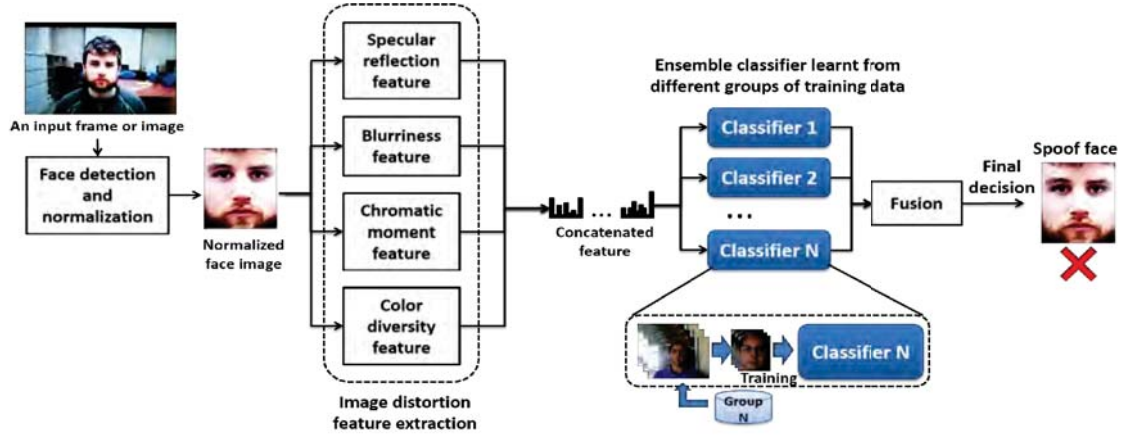 An input frame or image
Face detection
and
normalization
Normalized
face image
Specular
reflection
feature
Blurriness
feature
Chromatic
moment
feature
Color
diversity
feature
Image distortion
feature extraction
...
Concatenated
feature
Ensemble classifier learnt from
different groups of training data
Classifier 1
Classifier 2
...
Classifier N
Training
Classifier N
Group
N
Fusion
Final
decision
Spoof face